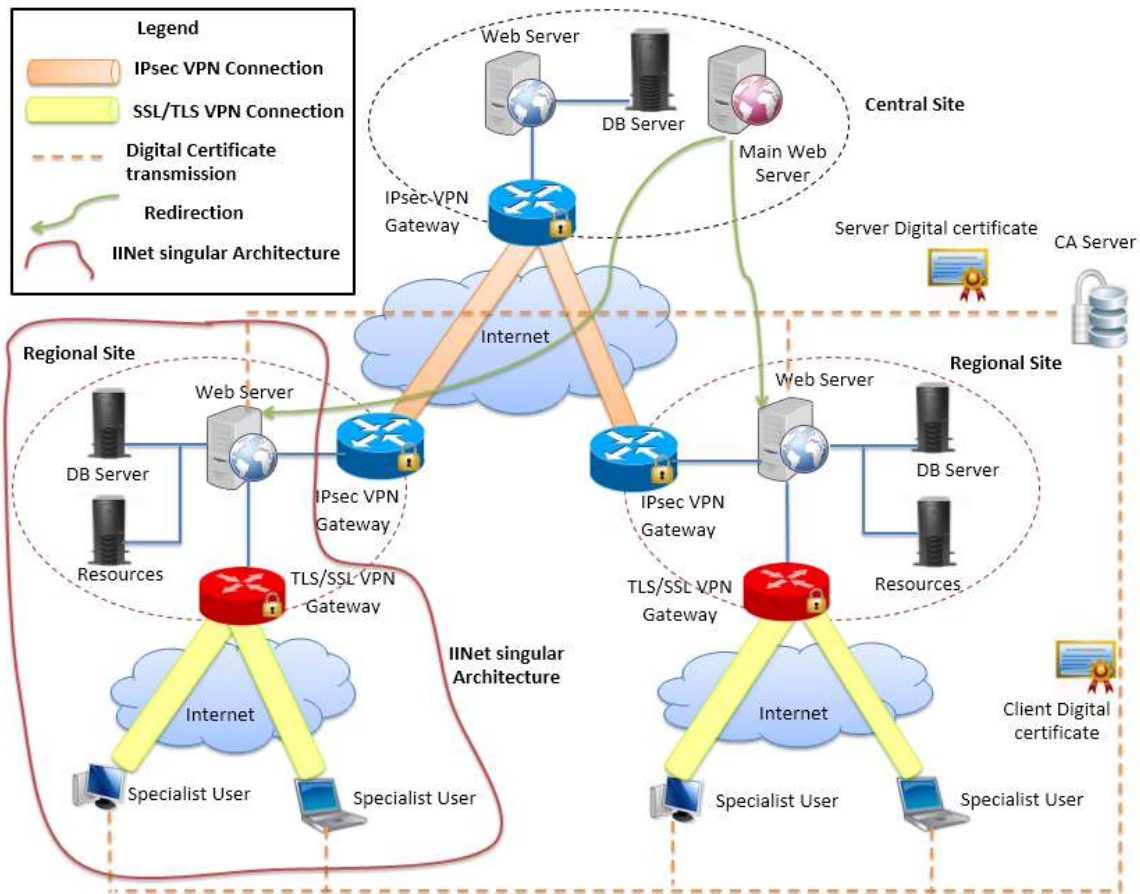 Legend
IPsec VPN Connection
SSL/TLS VPN Connection
Digital Certificate
transmission
Redirection
IINet singular Architecture
Web Server
DB Server
Main Web
Server
Central Site
IPsec VPN
Gateway
Server Digital certificate
CA Server
Internet
Regional Site
Web Server
DB Server
Resources
IPsec VPN
Gateway
TLS/SSL VPN
Gateway
IINet singular
Architecture
Internet
Specialist User
Specialist User
Regional Site
Web Server
DB Server
IPsec VPN
Gateway
Resources
TLS/SSL VPN
Gateway
Internet
Client Digital
certificate
Specialist User
Specialist User